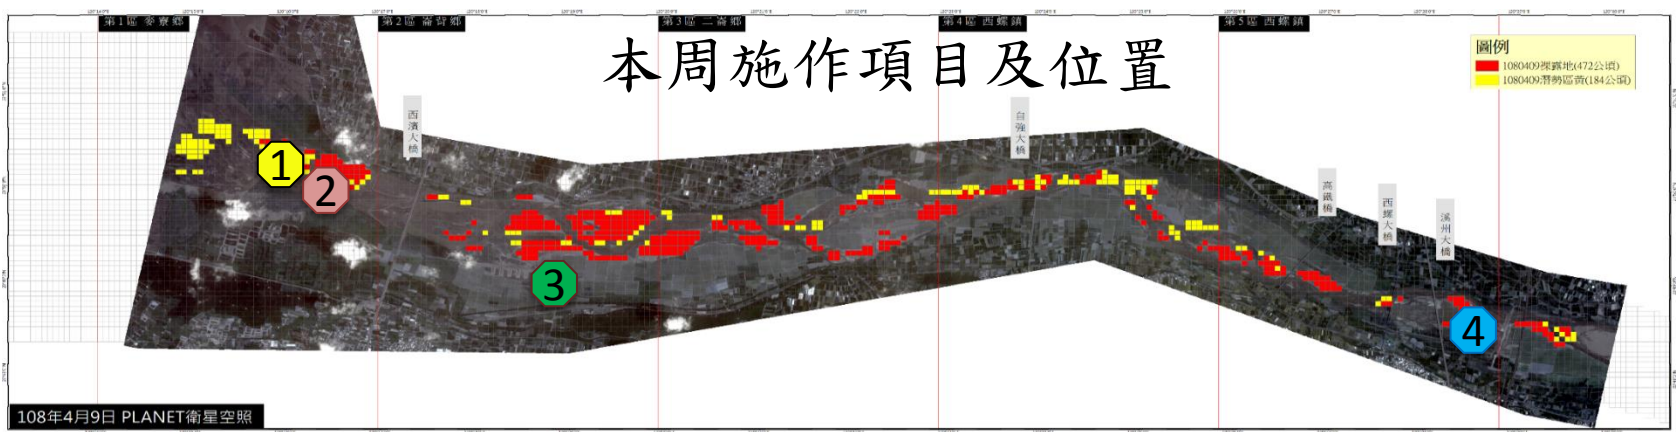 第1區 麥寮鄉
第2區 崙背鄉
第3區 二崙鄉
第4區 西螺鎮
第5區 西螺鎮
本周施作項目及位置
圖例
1080409裸露地(472公頃)
1080409潛勢區黃(184公頃)
西濱大橋
自強大橋
高鐵橋
西螺大橋
溪州大橋
1
2
3
4
108年4月9日 PLANET衛星空照